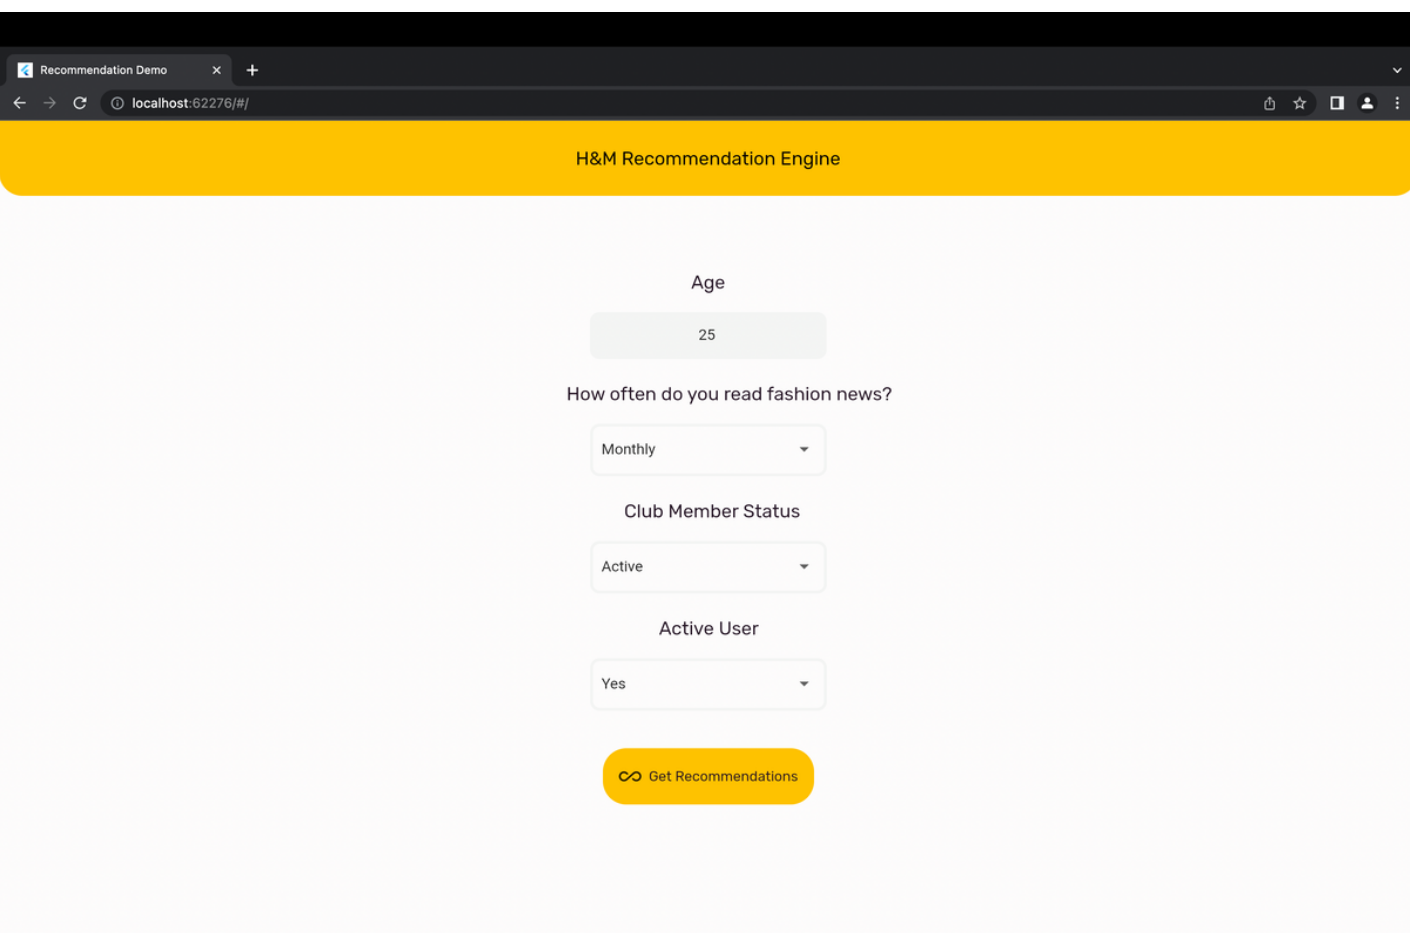 Recommendation Demo
localhost:62276/#/
H&M Recommendation Engine
Age
25
How often do you read fashion news?
Monthly
Club Member Status
Active
Active User
Yes
Get Recommendations